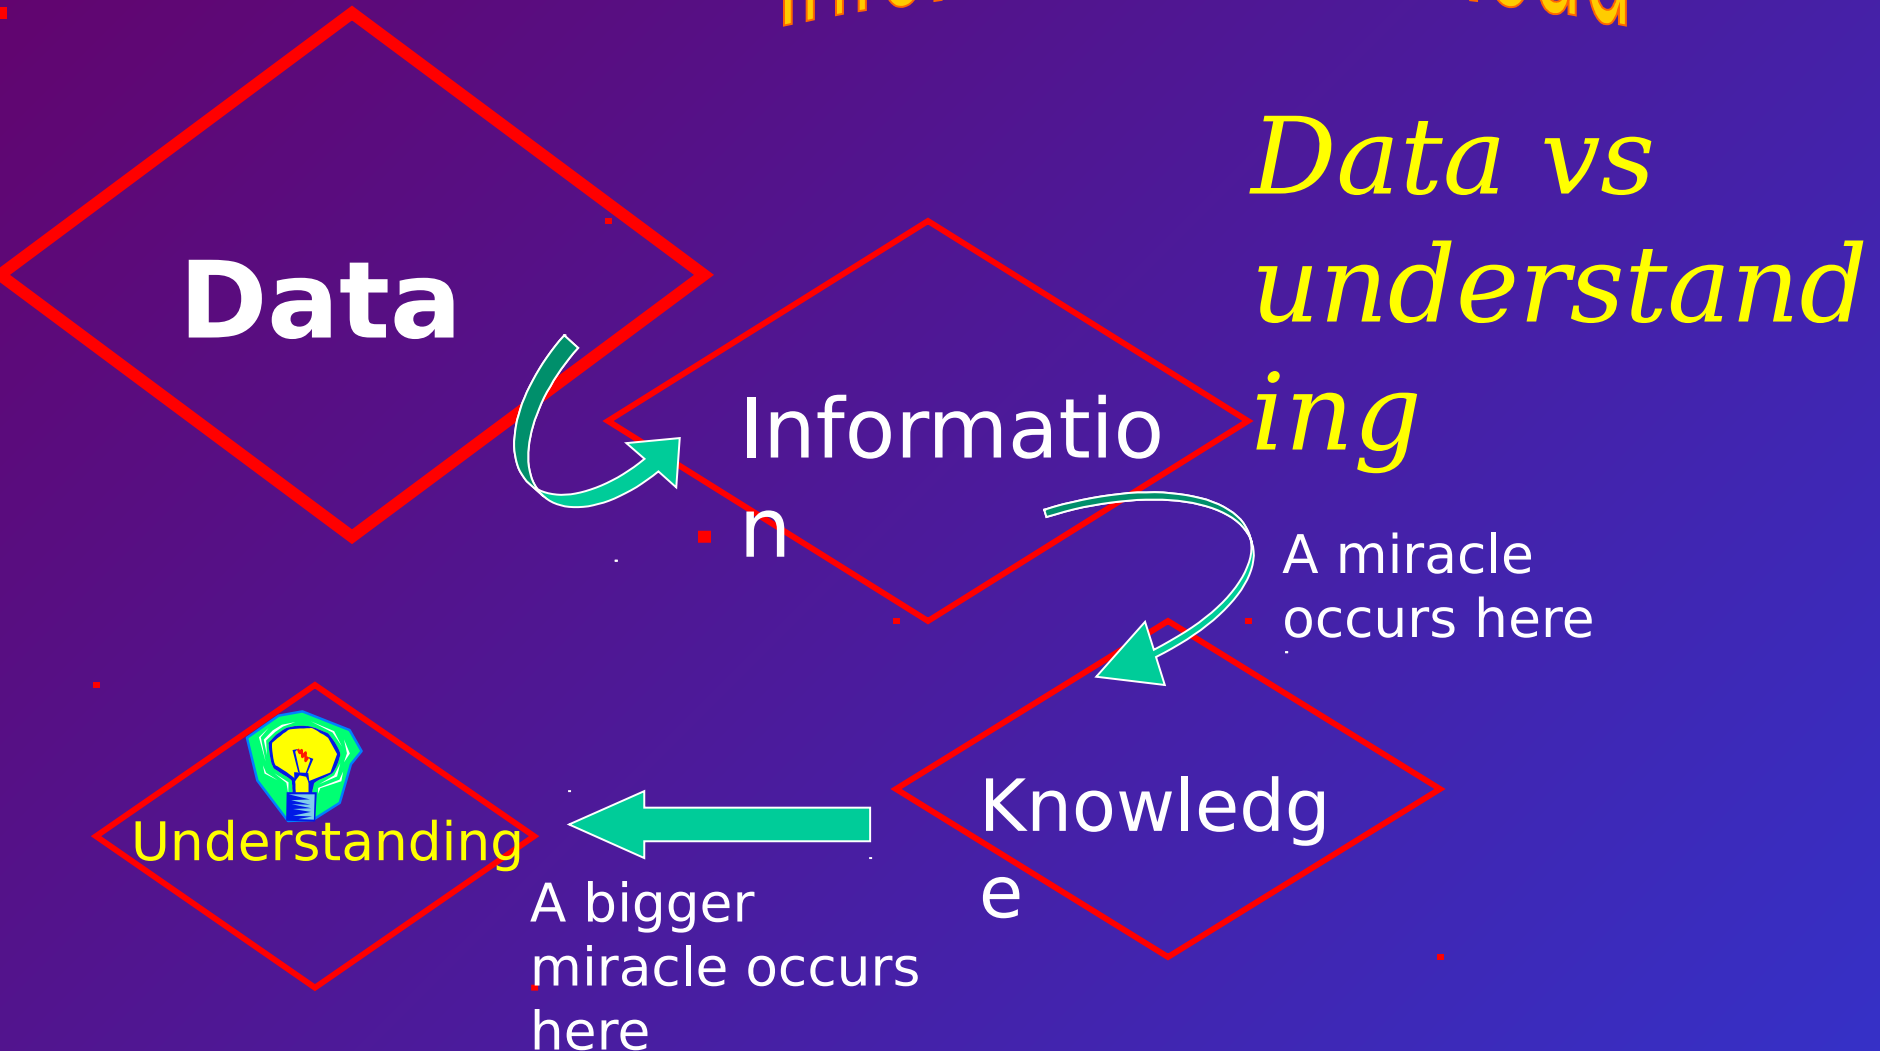 Data vs
understand
ing
Data
Informatio
n
A miracle
occurs here
Knowledg
e
Understanding
A bigger
miracle occurs
here